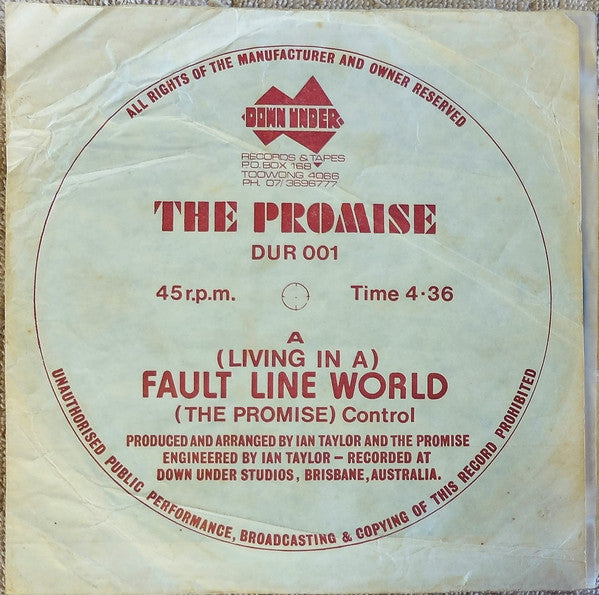 ALL RIGHTS OF THE MANUFACTURER AND OWNER RESERVED
DOWN UNDER
RECORDS & TAPES
P.O. BOX 168
TOOWONG 4066
PH. 07/3696777
THE PROMISE
DUR 001
45 r.p.m. Time 4·36
A
(LIVING IN A)
FAULT LINE WORLD
(THE PROMISE) Control
PRODUCED AND ARRANGED BY IAN TAYLOR AND THE PROMISE
ENGINEERED BY IAN TAYLOR – RECORDED AT
DOWN UNDER STUDIOS, BRISBANE, AUSTRALIA.
UNAUTHORISED PUBLIC PERFORMANCE, BROADCASTING & COPYING OF THIS RECORD PROHIBITED